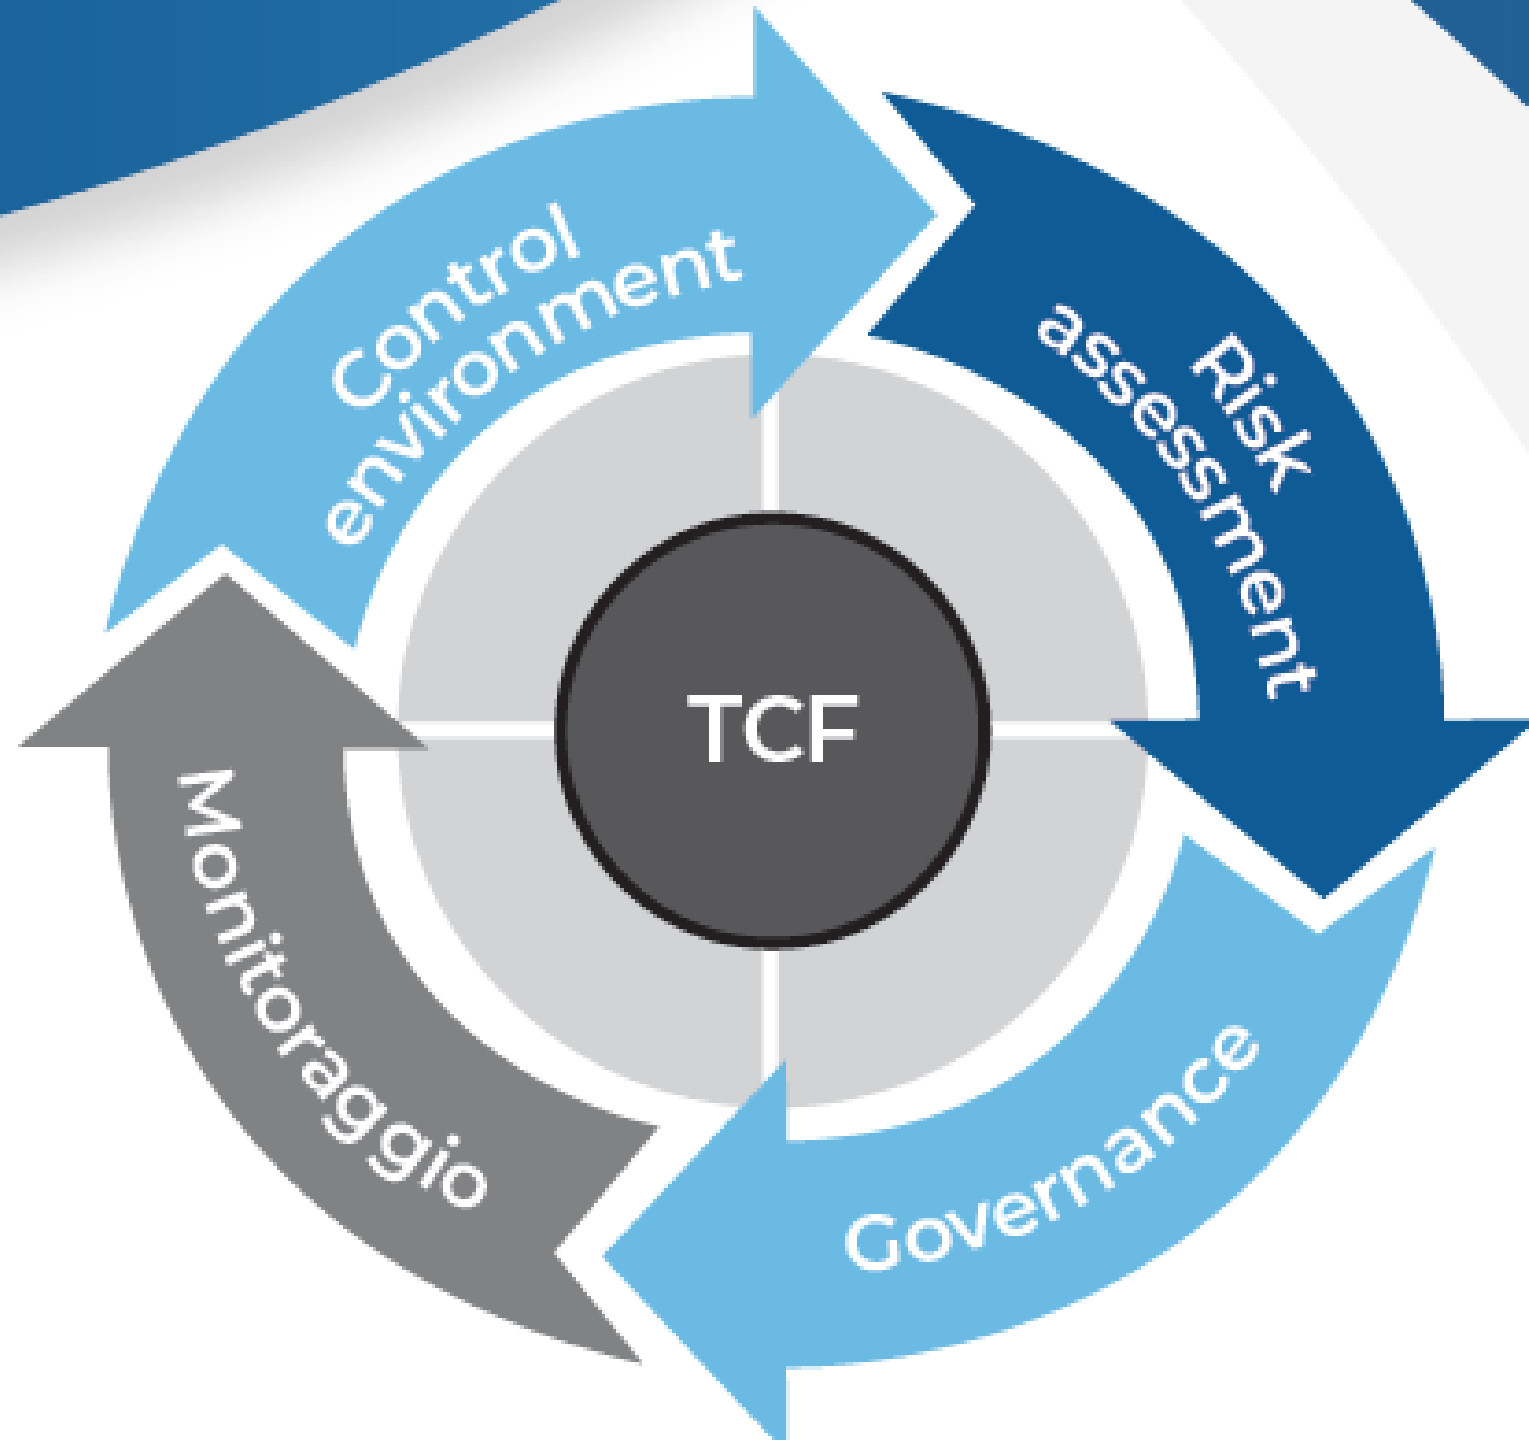 Control
environment
Risk
assessment
TCF
Monitoraggio
Governance